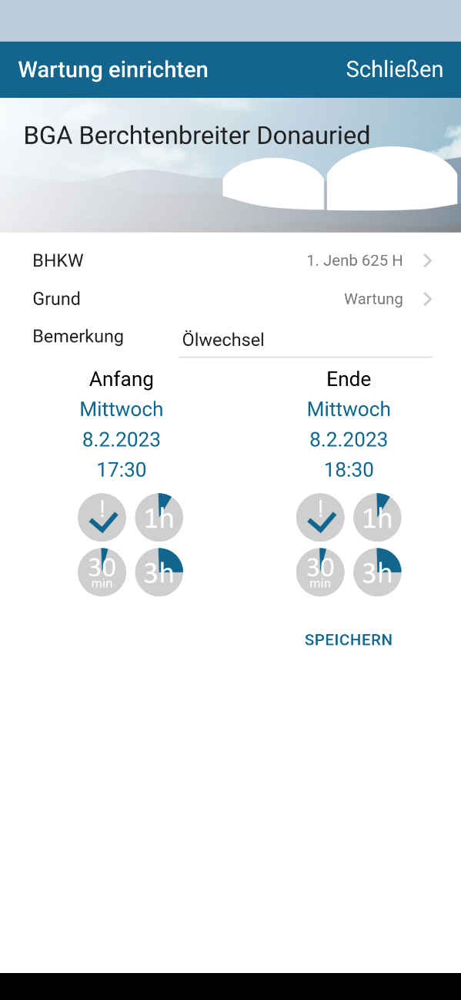 Wartung einrichten Schließen
BGA Berchtenbreiter Donauried
BHKW 1. Jenb 625 H
Grund Wartung
Bemerkung Ölwechsel
Anfang Ende
Mittwoch Mittwoch
8.2.2023 8.2.2023
17:30 18:30
! 1h ! 1h
30 min 3h 30 min 3h
SPEICHERN